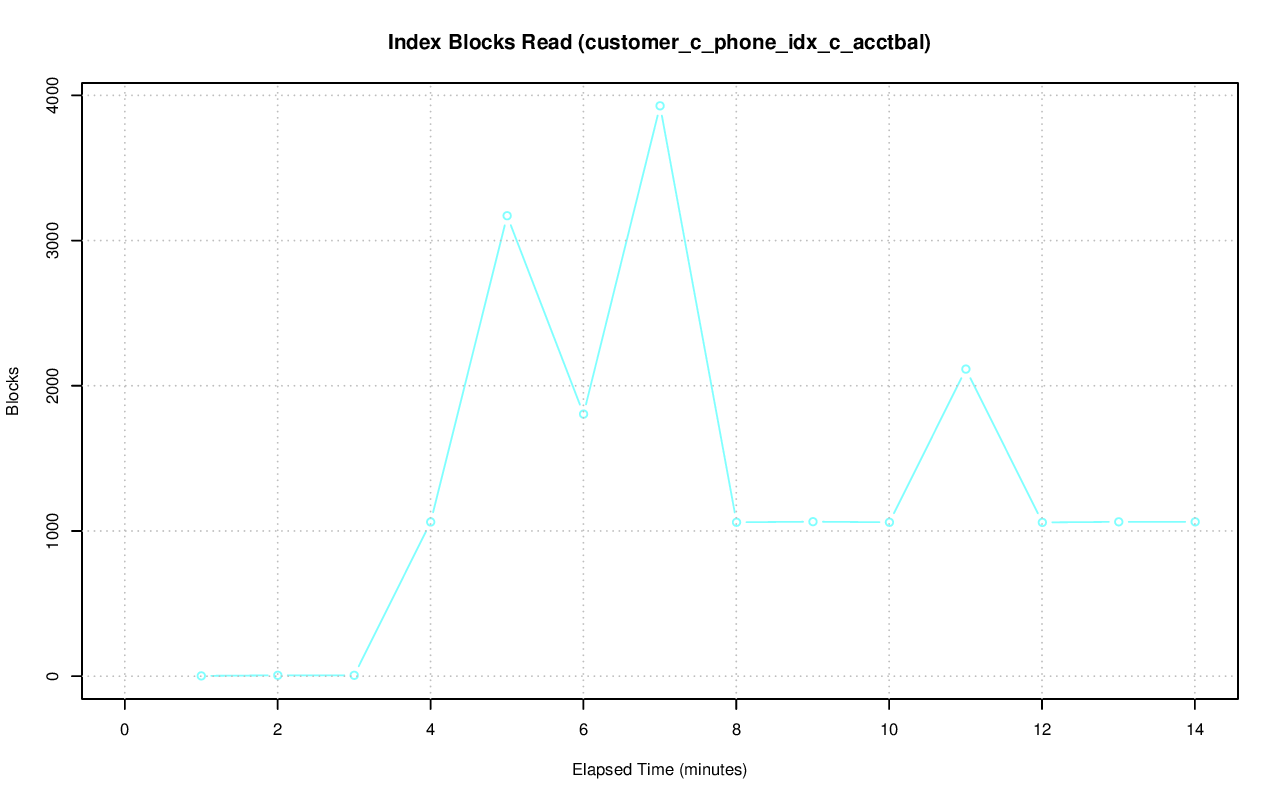 Index Blocks Read (customer_c_phone_idx_c_acctbal)
4000
3000
2000
1000
0
Blocks
0 2 4 6 8 10 12 14
Elapsed Time (minutes)